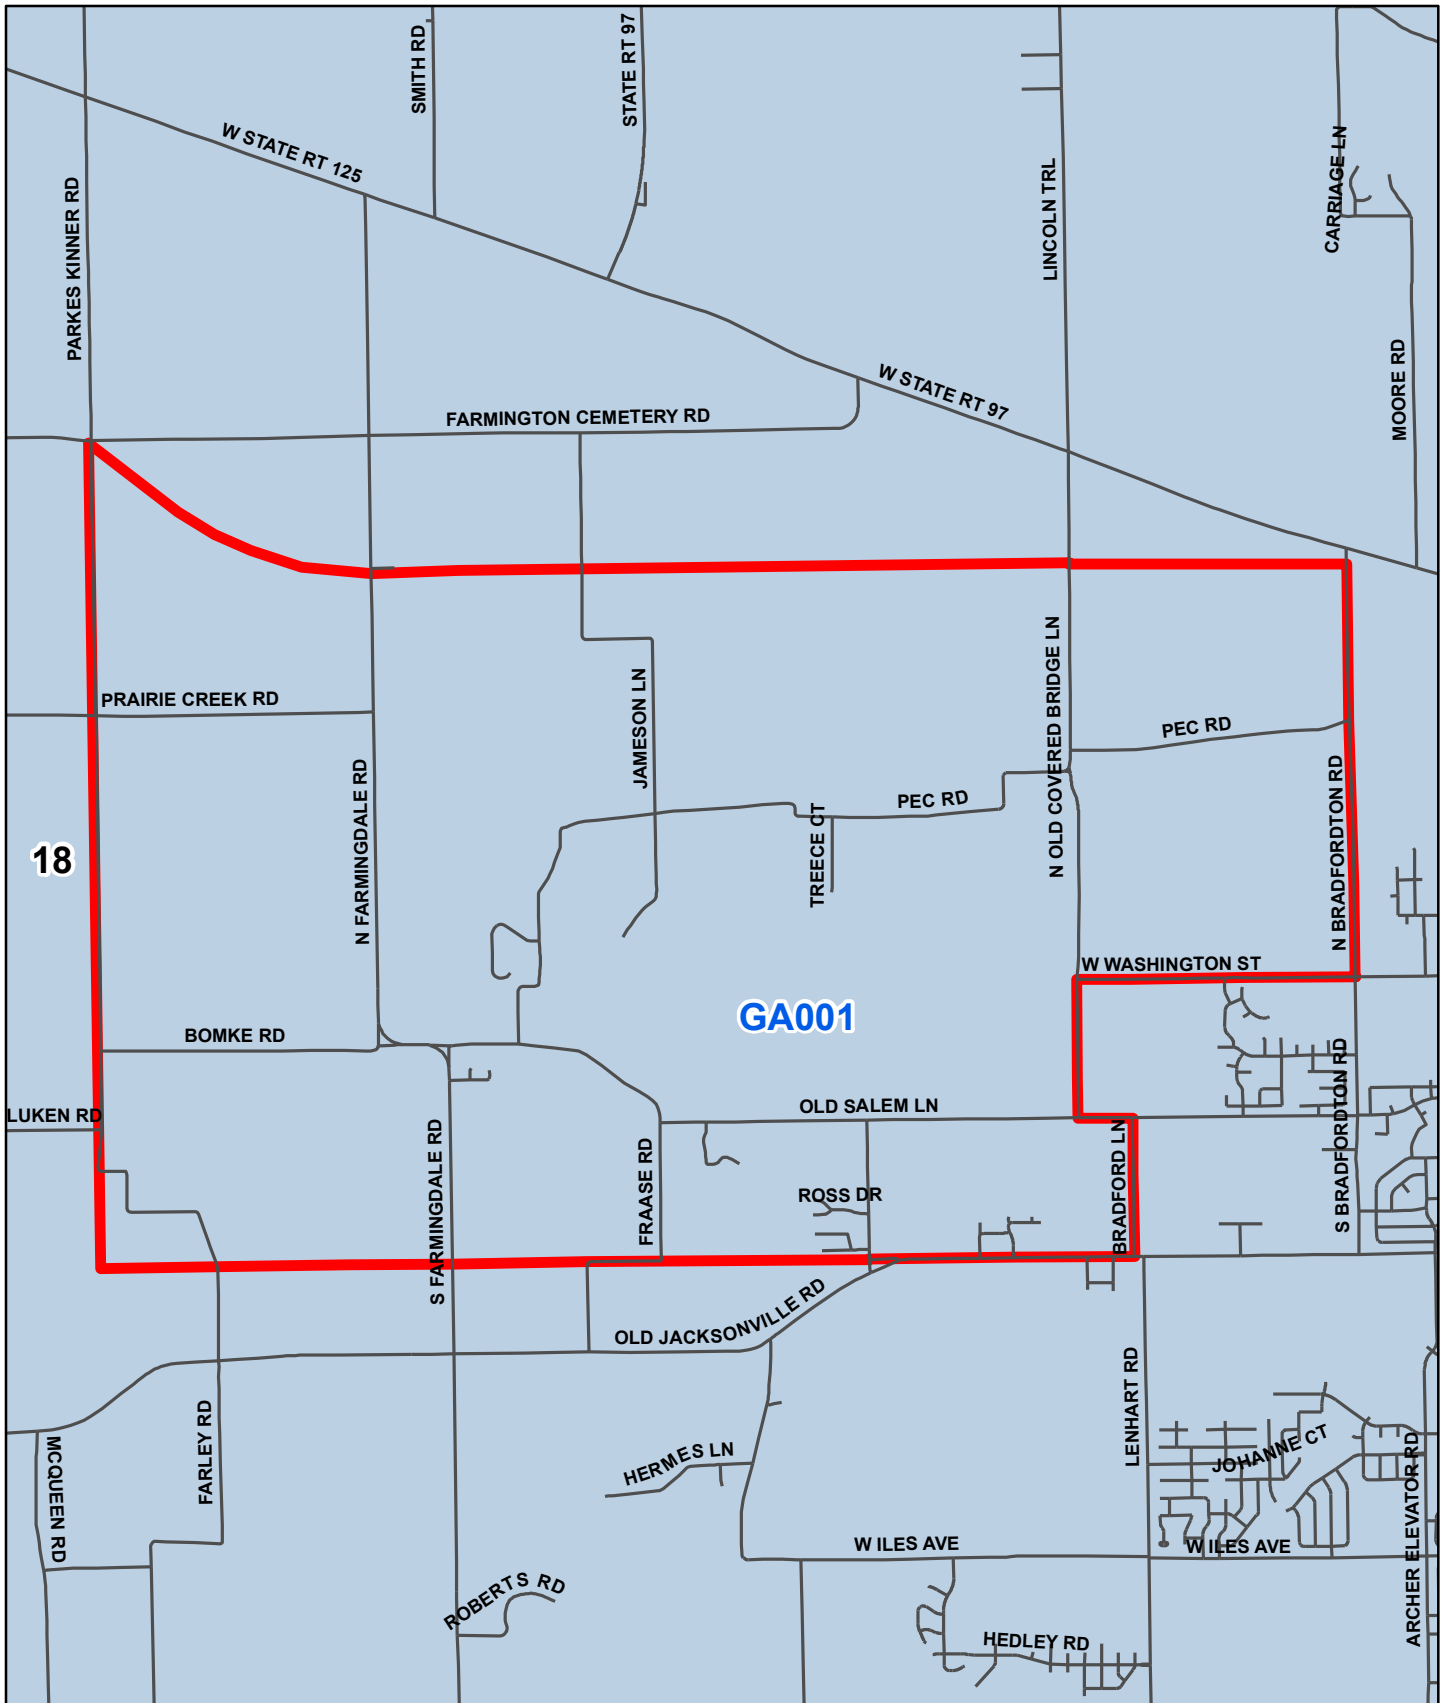 SMITH RD
STATE RT 97
W STATE RT 125
CARRIAGE LN
LINCOLN TRL
PARKES KINNER RD
MOORE RD
W STATE RT 97
FARMINGTON CEMETERY RD
PRAIRIE CREEK RD
JAMESON LN
N OLD COVERED BRIDGE LN
PEC RD
N FARMINGDALE RD
PEC RD
TREECE CT
N BRADFORDTON RD
18
W WASHINGTON ST
GA001
BOMKE RD
LUKEN RD
OLD SALEM LN
S BRADFORDTON RD
S FARMINGDALE RD
FRAASE RD
ROSS DR
BRADFORD LN
OLD JACKSONVILLE RD
LENHART RD
FARLEY RD
MCQUEEN RD
HERMES LN
JOHANNE CT
ARCHER ELEVATOR RD
W ILES AVE
W ILES AVE
ROBERTS RD
HEDLEY RD